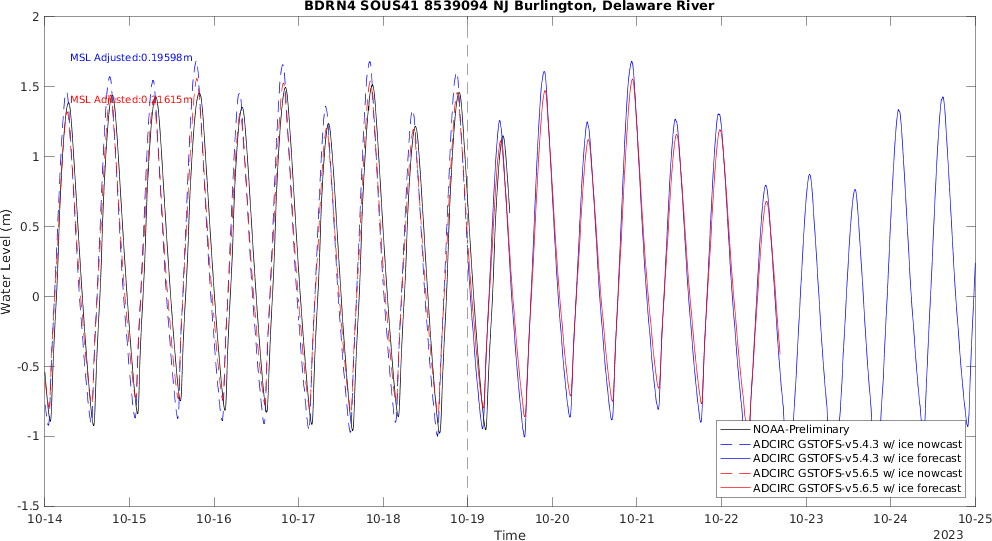 BDRN4 SOUS41 8539094 NJ Burlington, Delaware River
2
MSL Adjusted:0.19598m
1.5
MSL Adjusted:
1
0.5
0
-0.5
-1
-1.5
Water Level (m)
NOAA-Preliminary
ADCIRC GSTOFS-v5.4.3 w/ ice nowcast
ADCIRC GSTOFS-v5.4.3 w/ ice forecast
ADCIRC GSTOFS-v5.6.5 w/ ice nowcast
ADCIRC GSTOFS-v5.6.5 w/ ice forecast
10-14 10-15 10-16 10-17 10-18 10-19 10-20 10-21 10-22 10-23 10-24 10-25
Time
2023